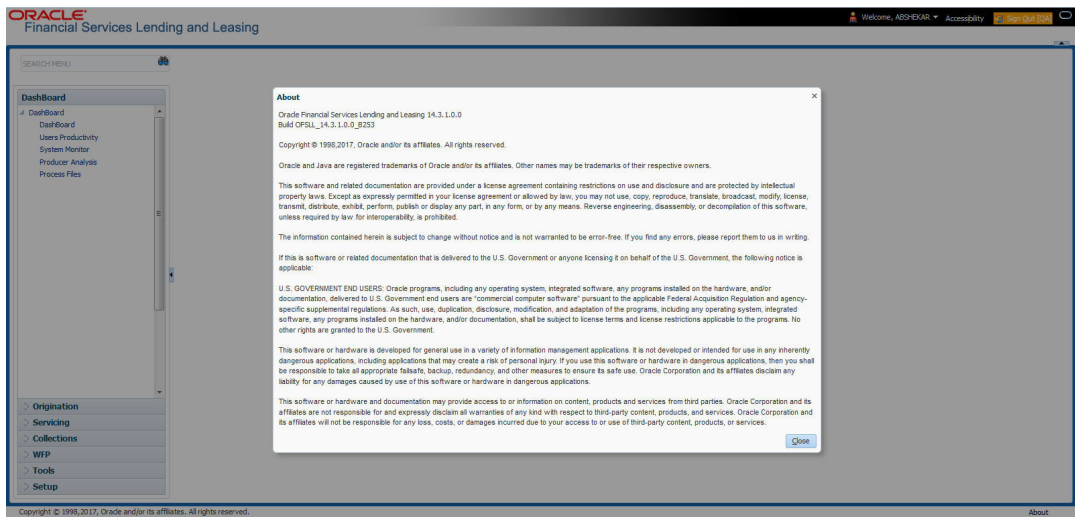 ORACLE
Financial Services Lending and Leasing
Welcome, ABSHEKAR
Accessibility
Sign Out [QA]
SEARCH MENU
DashBoard
DashBoard
DashBoard
Users Productivity
System Monitor
Producer Analysis
Process Files
Origination
Servicing
Collections
WFP
Tools
Setup
About
Oracle Financial Services Lending and Leasing 14.3.1.0.0
Build OFSLL_14.3.1.0.0_B253
Copyright © 1998,2017, Oracle and/or its affiliates. All rights reserved.
Oracle and Java are registered trademarks of Oracle and/or its affiliates. Other names may be trademarks of their respective owners.
This software and related documentation are provided under a license agreement containing restrictions on use and disclosure and are protected by intellectual
property laws. Except as expressly permitted in your license agreement or allowed by law, you may not use, copy, reproduce, translate, broadcast, modify, license,
transmit, distribute, exhibit, perform, publish or display any part, in any form, or by any means. Reverse engineering, disassembly, or decompilation of this software,
unless required by law for interoperability, is prohibited.
The information contained herein is subject to change without notice and is not warranted to be error-free. If you find any errors, please report them to us in writing.
If this is software or related documentation that is delivered to the U.S. Government or anyone licensing it on behalf of the U.S. Government, the following notice is
applicable:
U.S. GOVERNMENT END USERS: Oracle programs, including any operating system, integrated software, any programs installed on the hardware, and/or
documentation, delivered to U.S. Government end users are "commercial computer software" pursuant to the applicable Federal Acquisition Regulation and agency-
specific supplemental regulations. As such, use, duplication, disclosure, modification, and adaptation of the programs, including any operating system, integrated
software, any programs installed on the hardware, and/or documentation, shall be subject to license terms and license restrictions applicable to the programs. No
other rights are granted to the U.S. Government.
This software or hardware is developed for general use in a variety of information management applications. It is not developed or intended for use in any inherently
dangerous applications, including applications that may create a risk of personal injury. If you use this software or hardware in dangerous applications, then you shall
be responsible to take all appropriate failsafe, backup, redundancy, and other measures to ensure its safe use. Oracle Corporation and its affiliates disclaim any
liability for any damages caused by use of this software or hardware in dangerous applications.
This software or hardware and documentation may provide access to or information on content, products and services from third parties. Oracle Corporation and its
affiliates are not responsible for and expressly disclaim all warranties of any kind with respect to third-party content, products, and services. Oracle Corporation and
its affiliates will not be responsible for any loss, costs, or damages incurred due to your access to or use of third-party content, products, or services.
Close
Copyright © 1998,2017, Oracle and/or its affiliates. All rights reserved.
About